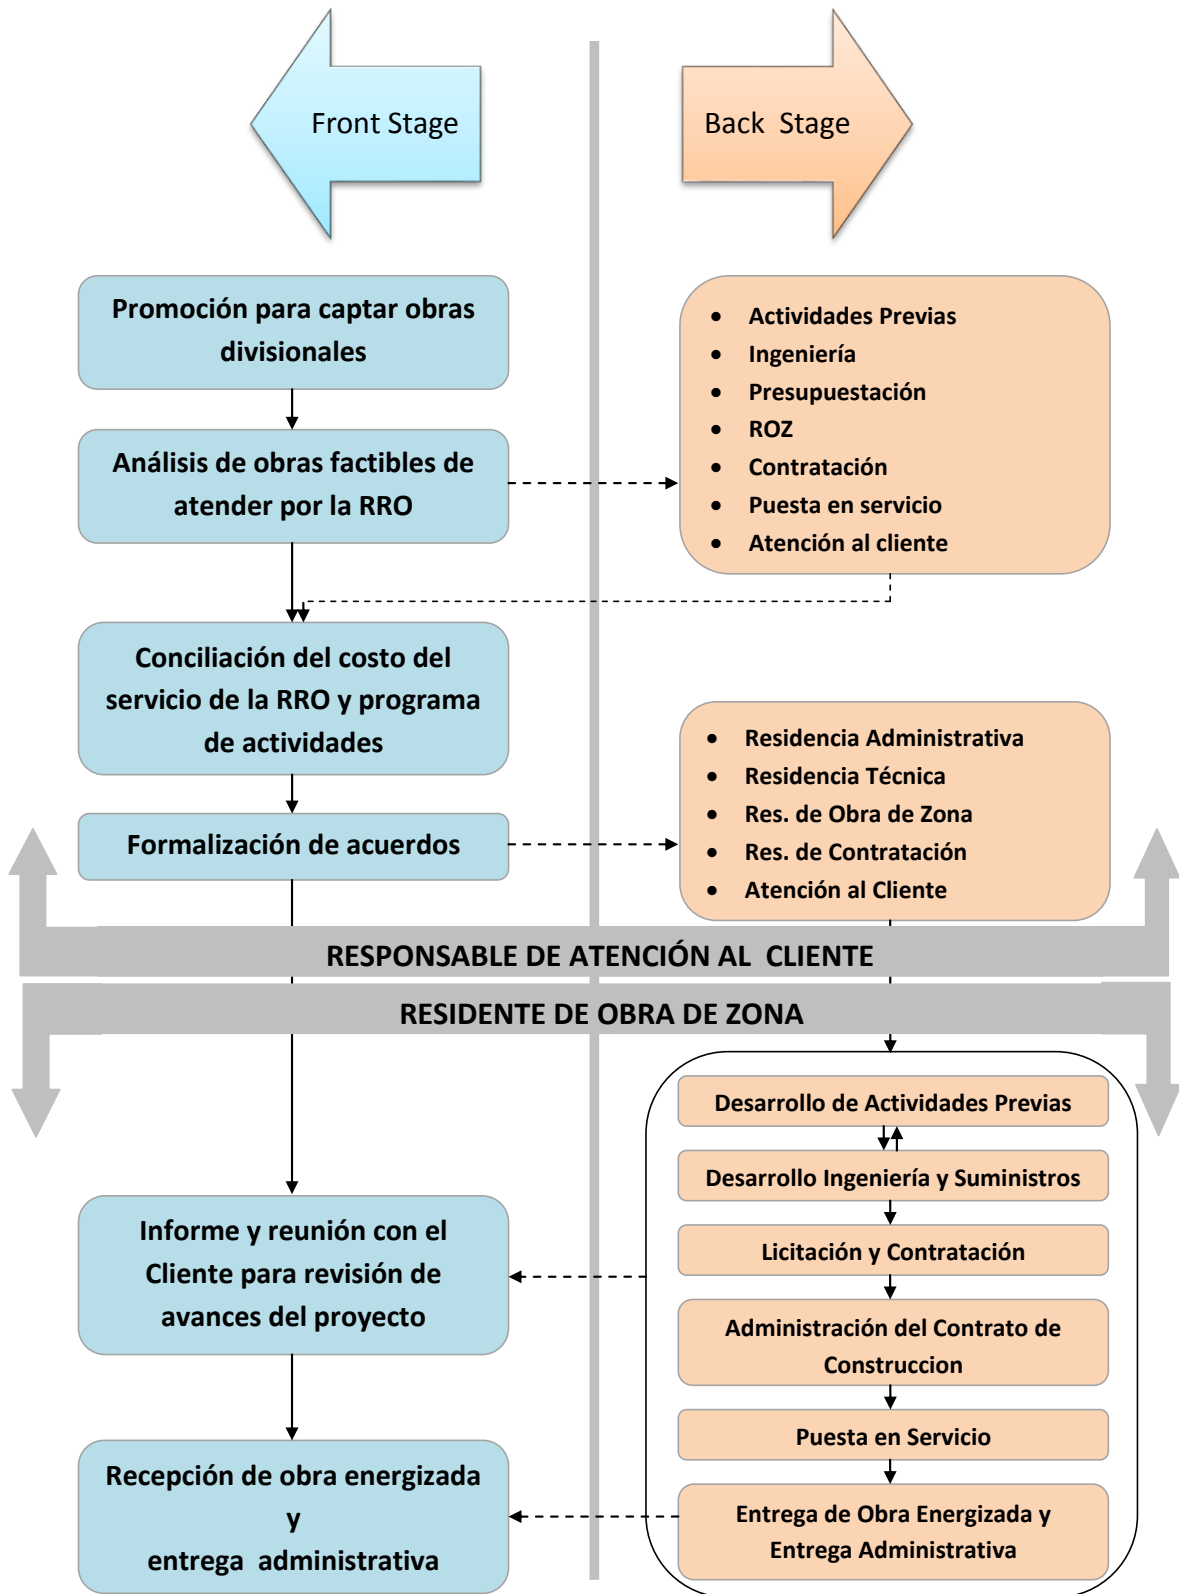 Front Stage
Back Stage
Promoción para captar obras
divisionales
Análisis de obras factibles de
atender por la RRO
• Actividades Previas
• Ingeniería
• Presupuestación
• ROZ
• Contratación
• Puesta en servicio
• Atención al cliente
Conciliación del costo del
servicio de la RRO y programa
de actividades
Formalización de acuerdos
• Residencia Administrativa
• Residencia Técnica
• Res. de Obra de Zona
• Res. de Contratación
• Atención al Cliente
RESPONSABLE DE ATENCIÓN AL CLIENTE
RESIDENTE DE OBRA DE ZONA
Informe y reunión con el
Cliente para revisión de
avances del proyecto
Recepción de obra energizada
y
entrega administrativa
Desarrollo de Actividades Previas
Desarrollo Ingeniería y Suministros
Licitación y Contratación
Administración del Contrato de
Construccion
Puesta en Servicio
Entrega de Obra Energizada y
Entrega Administrativa